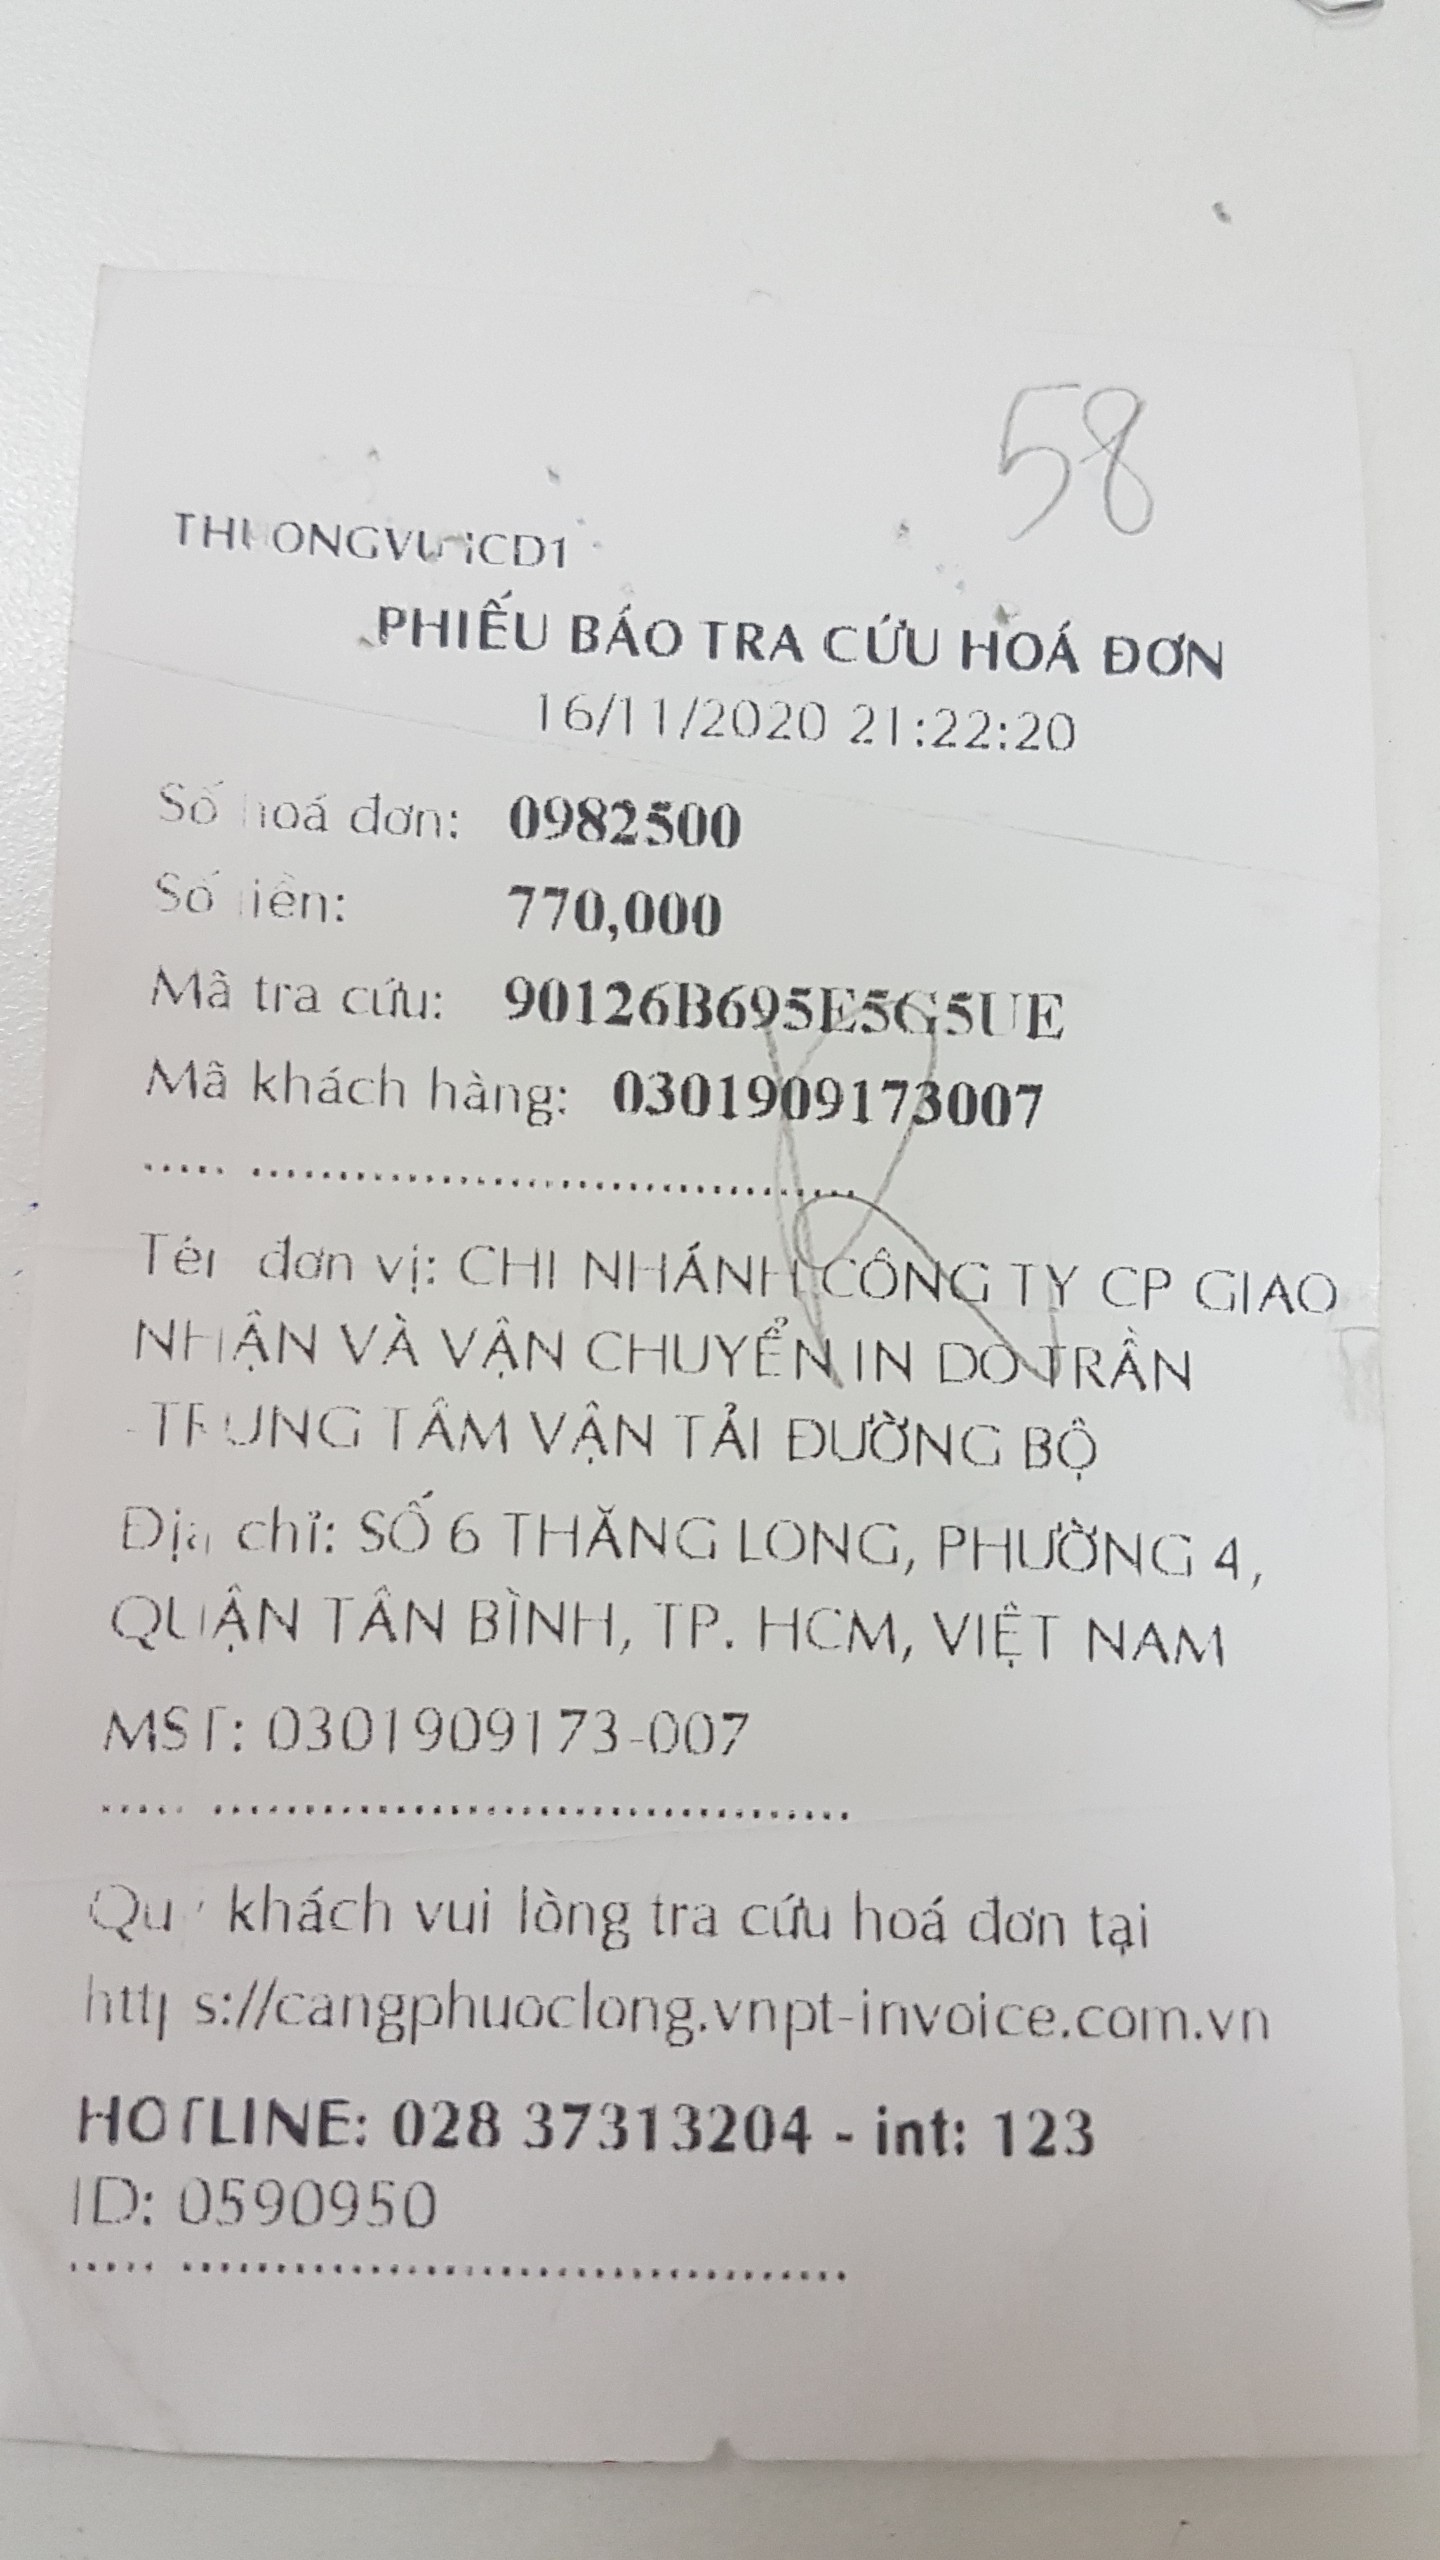 58
PHIẾU BÁO TRA CỨU HOÁ ĐƠN
16/11/2020 21:22:20
Số hoá đơn: 0982500
Số tiền: 770,000
Mã tra cứu: 90126B695E5G5UE
Mã khách hàng: 0301909173007
Tên đơn vị: CHI NHÁNH CÔNG TY CP GIAO
NHẬN VÀ VẬN CHUYỂN IN DO TRẦN
-TRUNG TÂM VẬN TẢI ĐƯỜNG BỘ
Địa chỉ: SỐ 6 THĂNG LONG, PHƯỜNG 4,
QUẬN TÂN BÌNH, TP. HCM, VIỆT NAM
MST: 0301909173-007
Quý khách vui lòng tra cứu hoá đơn tại
https://cangphuoclong.vnpt-invoice.com.vn
HOTLINE: 028 37313204 - int: 123
ID: 0590950